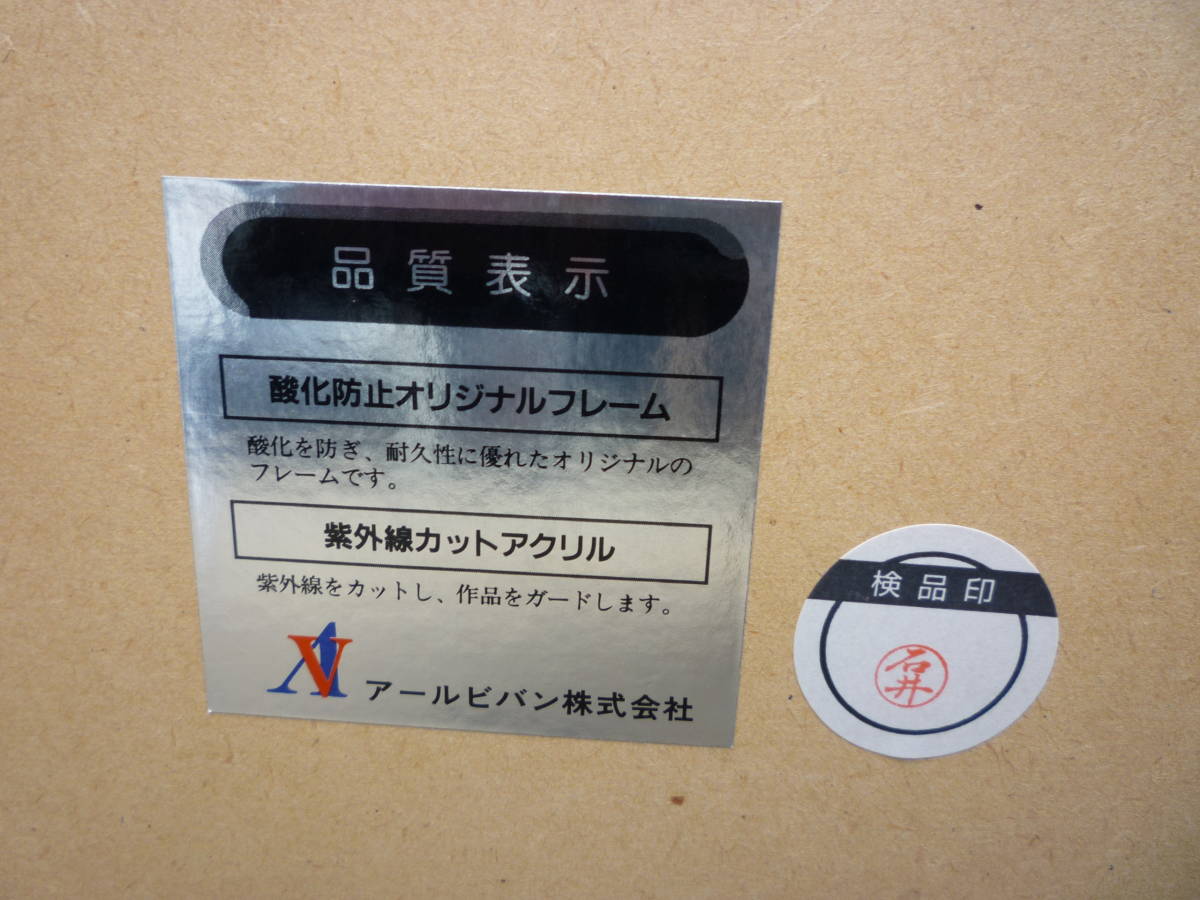 品質表示
酸化防止オリジナルフレーム
酸化を防ぎ、耐久性に優れたオリジナルの
フレームです。
紫外線カットアクリル
紫外線をカットし、作品をガードします。
AV アールビバン株式会社
検品印
石井